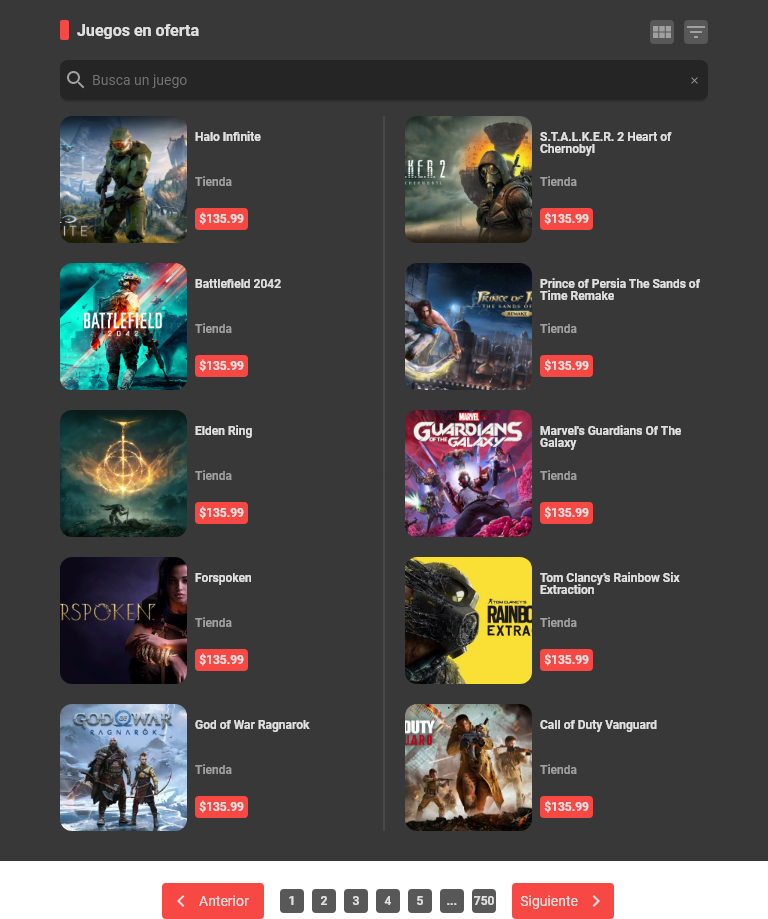 Juegos en oferta
Busca un juego
×
ITE
Halo Infinite
Tienda
$135.99
BATTLEFIELD
2042
Battlefield 2042
Tienda
$135.99
Elden Ring
Tienda
$135.99
RSPOKEN
Forspoken
Tienda
$135.99
GOD OF WAR
RAGNARÖK
God of War Ragnarok
Tienda
$135.99
.K.E.R. 2
CHERNOBYL
S.T.A.L.K.E.R. 2 Heart of
Chernobyl
Tienda
$135.99
PRINCE OF
THE SANDS OF
REMAKE
Prince of Persia The Sands of
Time Remake
Tienda
$135.99
MARVEL
GUARDIANS
OF THE GALAXY
Marvel's Guardians Of The
Galaxy
Tienda
$135.99
TOM CLANCY'S
RAINBO
EXTRA
Tom Clancy's Rainbow Six
Extraction
Tienda
$135.99
DUTY
UARD
Call of Duty Vanguard
Tienda
$135.99
Anterior 1 2 3 4 5 ... 750 Siguiente